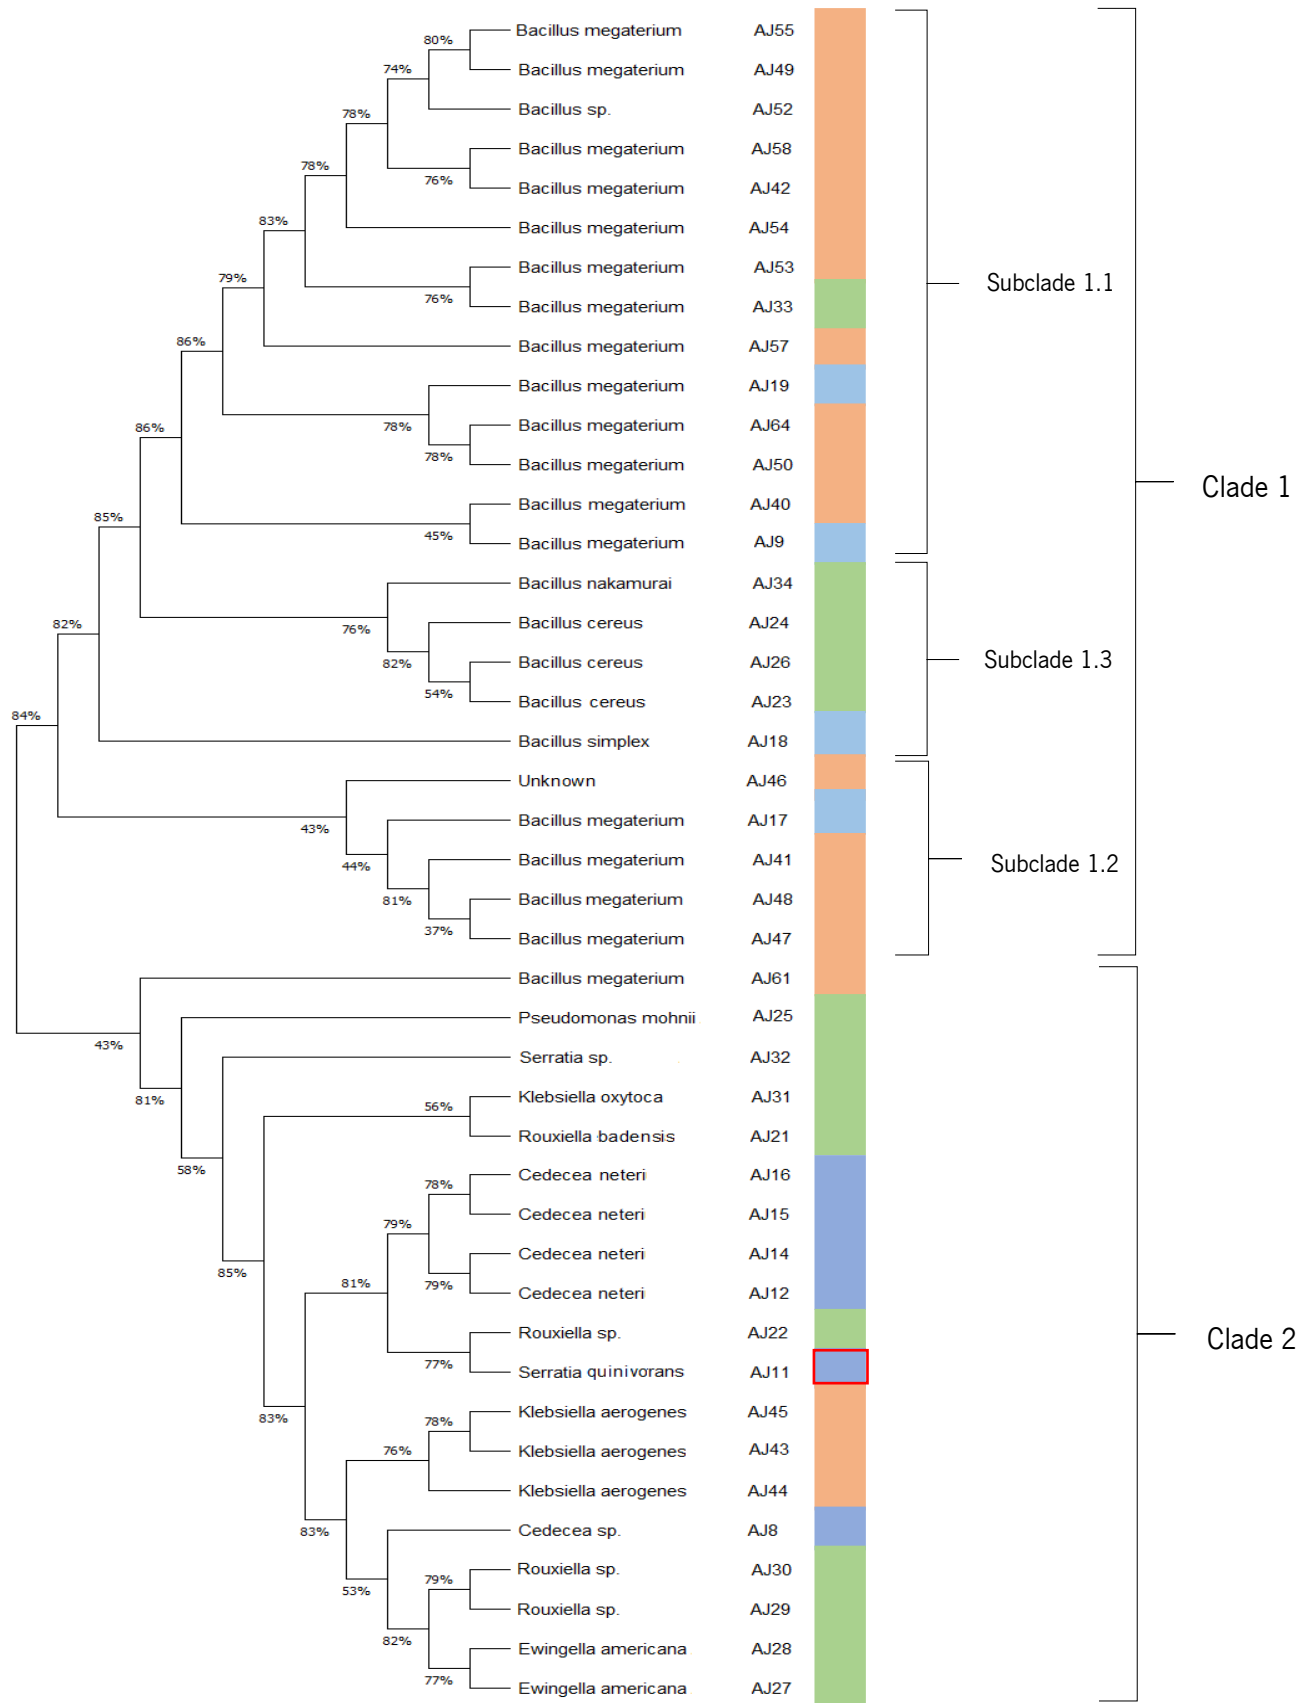 80%
Bacillus megaterium AJ55
74%
Bacillus megaterium AJ49
78%
Bacillus sp. AJ52
Bacillus megaterium AJ58
78%
76%
Bacillus megaterium AJ42
83%
Bacillus megaterium AJ54
79%
Bacillus megaterium AJ53
76%
Subclade 1.1
Bacillus megaterium AJ33
86%
Bacillus megaterium AJ57
Bacillus megaterium AJ19
86%
78%
Bacillus megaterium AJ64
78%
Bacillus megaterium AJ50
Clade 1
85%
Bacillus megaterium AJ40
45%
Bacillus megaterium AJ9
Bacillus nakamurai AJ34
82%
76%
Bacillus cereus AJ24
82%
Bacillus cereus AJ26
Subclade 1.3
54%
Bacillus cereus AJ23
84%
Bacillus simplex AJ18
Unknown AJ46
43%
Bacillus megaterium AJ17
44%
Bacillus megaterium AJ41
Subclade 1.2
81%
Bacillus megaterium AJ48
37%
Bacillus megaterium AJ47
Bacillus megaterium AJ61
Pseudomonas mohnii AJ25
43%
Serratia sp. AJ32
81%
56%
Klebsiella oxytoca AJ31
Rouxiella badensis AJ21
58%
78%
Cedecea neteri AJ16
79%
Cedecea neteri AJ15
85%
Cedecea neteri AJ14
81%
79%
Cedecea neteri AJ12
Rouxiella sp. AJ22
Clade 2
77%
Serratia quinivorans AJ11
83%
78%
Klebsiella aerogenes AJ45
76%
Klebsiella aerogenes AJ43
Klebsiella aerogenes AJ44
83%
Cedecea sp. AJ8
53%
79%
Rouxiella sp. AJ30
Rouxiella sp. AJ29
82%
Ewingella americana AJ28
77%
Ewingella americana AJ27